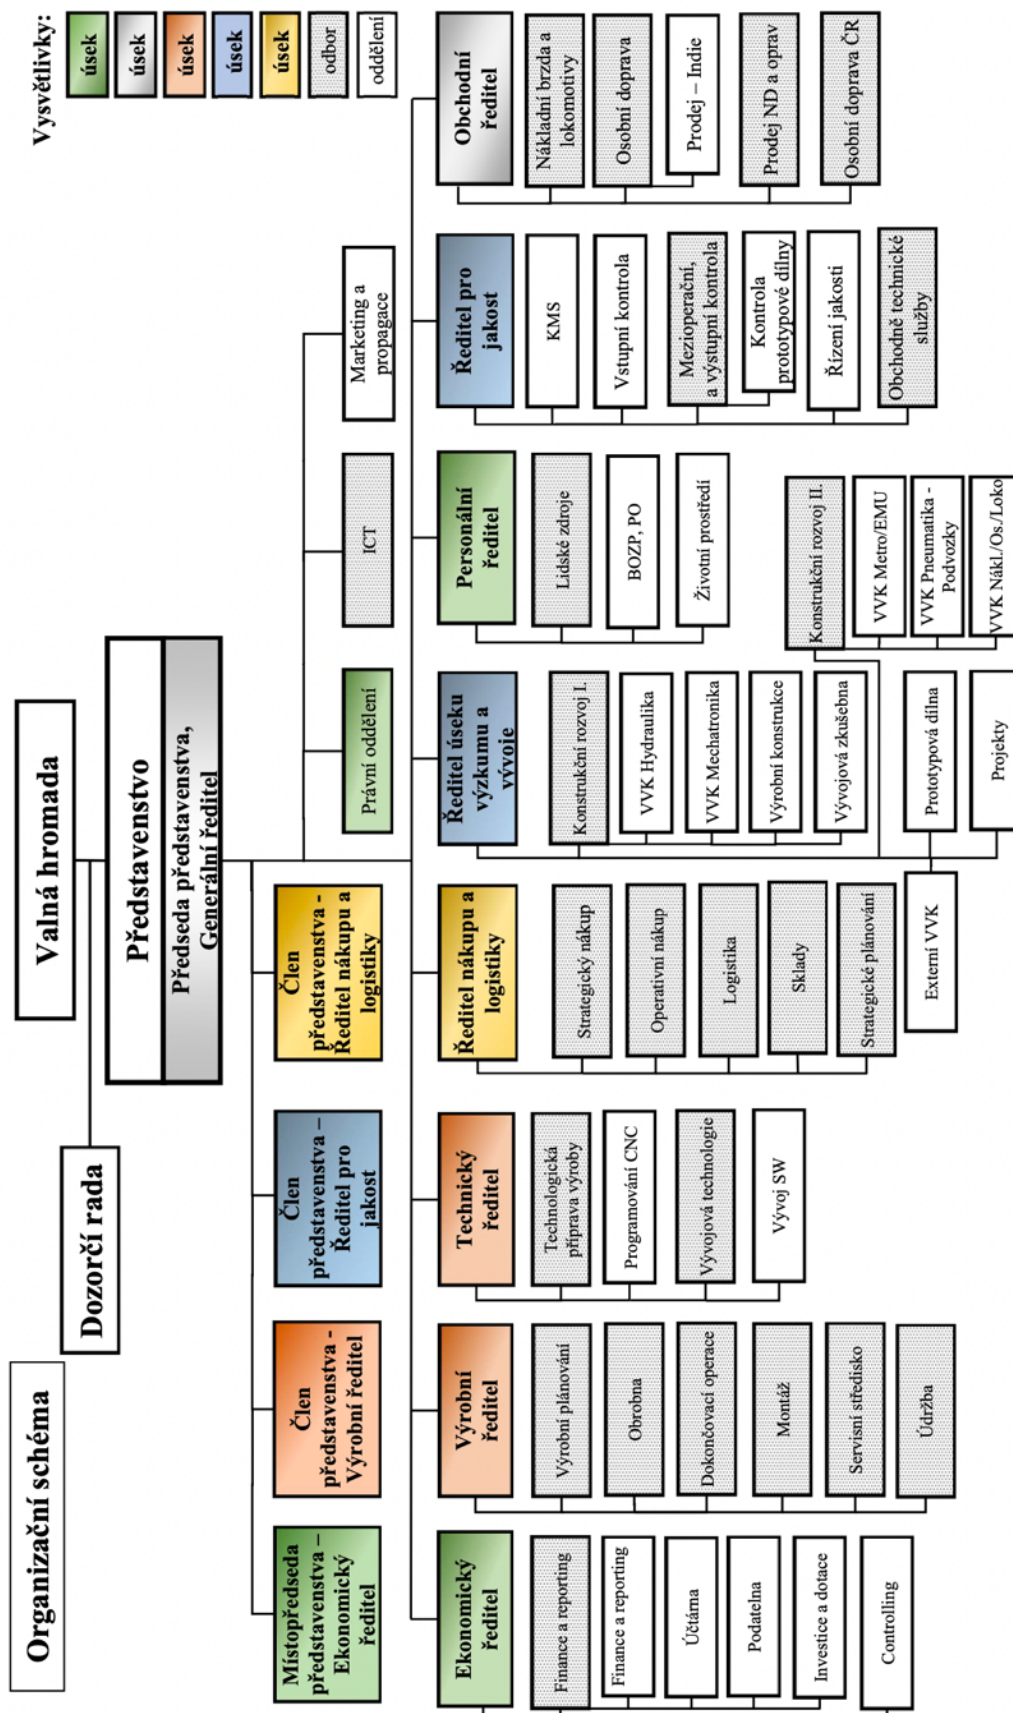 Organizační schéma
Vysvětlivky:
úsek
úsek
úsek
úsek
úsek
odbor
oddělení
Valná hromada
Dozorčí rada
Představenstvo
Předseda představenstva,
Generální ředitel
Místopředseda
představenstva –
Ekonomický
ředitel
Člen
představenstva -
Výrobní ředitel
Člen
představenstva –
Ředitel pro
jakost
Člen
představenstva -
Ředitel nákupu a
logistiky
Právní oddělení
ICT
Marketing a
propagace
Ekonomický
ředitel
Finance a reporting
Finance a reporting
Účtárna
Podatelna
Investice a dotace
Controlling
Výrobní
ředitel
Výrobní plánování
Obrobna
Dokončovací operace
Montáž
Servisní středisko
Údržba
Technický
ředitel
Technologická
příprava výroby
Programování CNC
Vývojová technologie
Vývoj SW
Ředitel nákupu a
logistiky
Strategický nákup
Operativní nákup
Logistika
Sklady
Strategické plánování
Ředitel úseku
výzkumu a
vývoje
Konstrukční rozvoj I.
VVK Hydraulika
VVK Mechatronika
Výrobní konstrukce
Vývojová zkušebna
Externí VVK
Prototypová dílna
Projekty
Konstrukční rozvoj II.
VVK Metro/EMU
VVK Pneumatika -
Podvozky
VVK Nákl./Os./Loko
Personální
ředitel
Lidské zdroje
BOZP, PO
Životní prostředí
Ředitel pro
jakost
KMS
Vstupní kontrola
Mezioperační,
a výstupní kontrola
Kontrola
prototypové dílny
Řízení jakosti
Obchodně technické
služby
Obchodní
ředitel
Nákladní brzda a
lokomotivy
Osobní doprava
Prodej – Indie
Prodej ND a oprav
Osobní doprava ČR